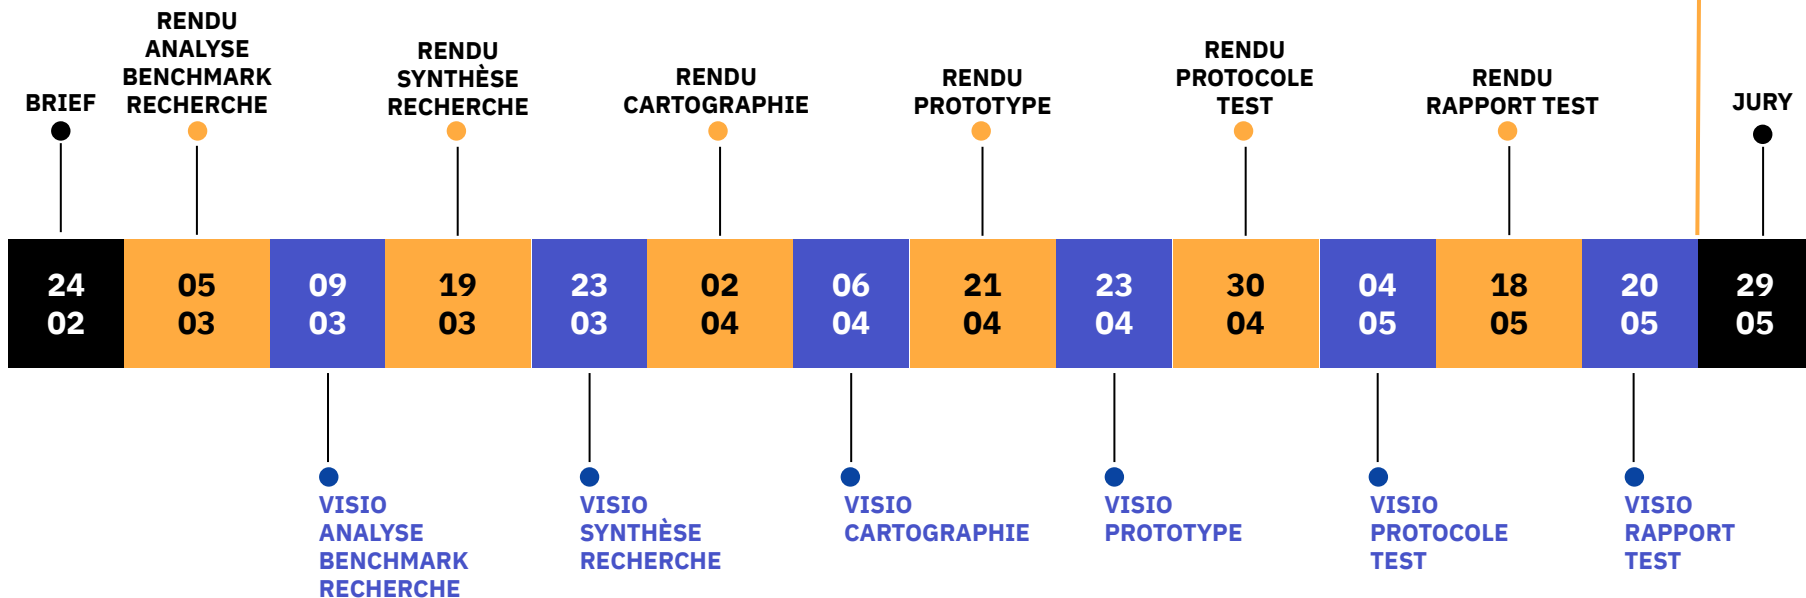 BRIEF
RENDU
ANALYSE
BENCHMARK
RECHERCHE
RENDU
SYNTHÈSE
RECHERCHE
RENDU
CARTOGRAPHIE
RENDU
PROTOTYPE
RENDU
PROTOCOLE
TEST
RENDU
RAPPORT TEST
JURY
24
02
05
03
09
03
19
03
23
03
02
04
06
04
21
04
23
04
30
04
04
05
18
05
20
05
29
05
VISIO
ANALYSE
BENCHMARK
RECHERCHE
VISIO
SYNTHÈSE
RECHERCHE
VISIO
CARTOGRAPHIE
VISIO
PROTOTYPE
VISIO
PROTOCOLE
TEST
VISIO
RAPPORT
TEST